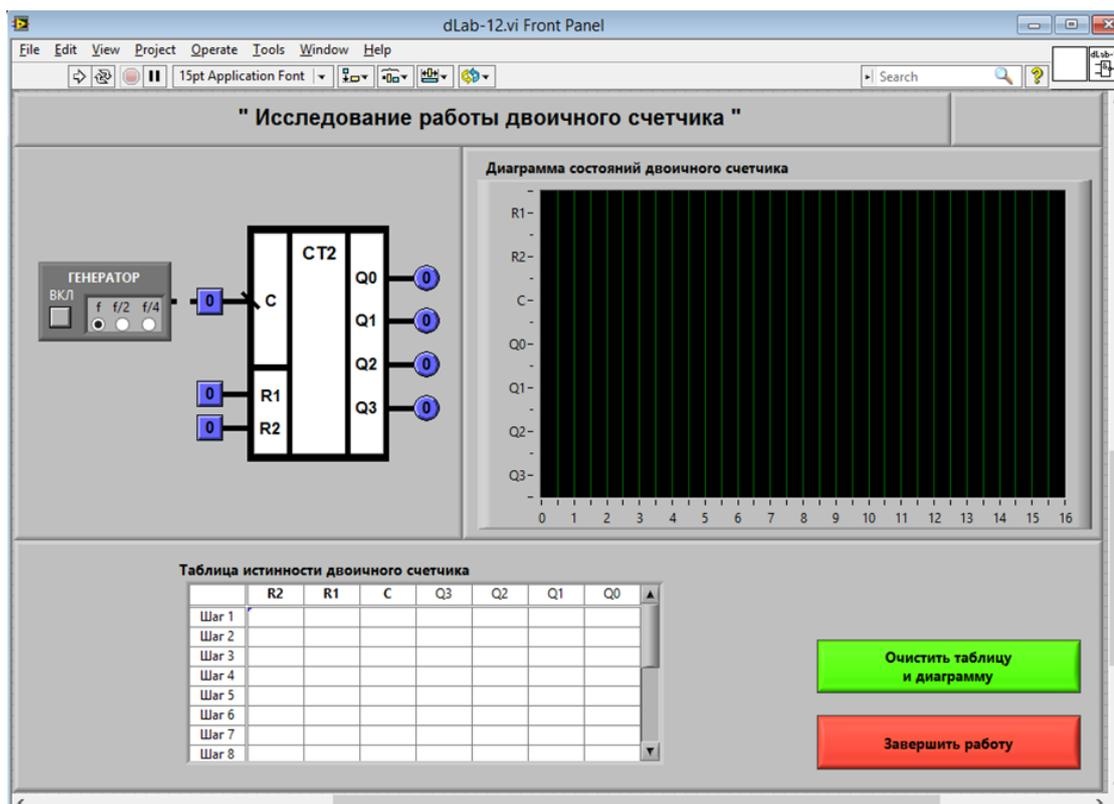 dLab-12.vi Front Panel
File Edit View Project Operate Tools Window Help
15pt Application Font
Search
" Исследование работы двоичного счетчика "
Диаграмма состояний двоичного счетчика
ГЕНЕРАТОР
ВКЛ
f f/2 f/4
0
C
CT2
Q0 0
Q1 0
Q2 0
Q3 0
0 R1
0 R2
R1
R2
C
Q0
Q1
Q2
Q3
0 1 2 3 4 5 6 7 8 9 10 11 12 13 14 15 16
Таблица истинности двоичного счетчика
R2 R1 C Q3 Q2 Q1 Q0
Шаг 1
Шаг 2
Шаг 3
Шаг 4
Шаг 5
Шаг 6
Шаг 7
Шаг 8
Очистить таблицу
и диаграмму
Завершить работу